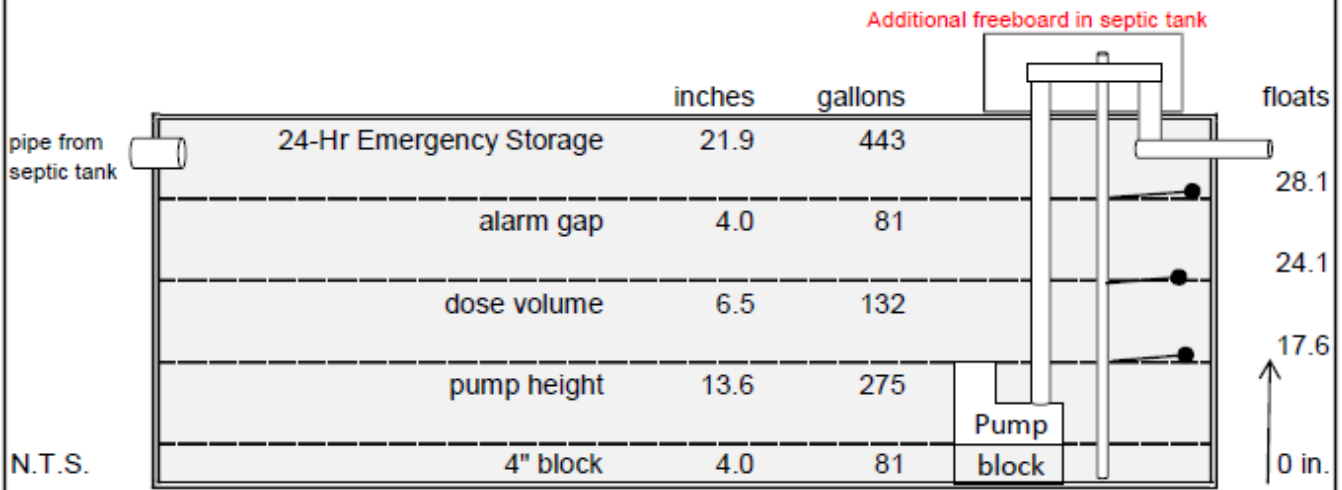 Additional freeboard in septic tank
inches gallons floats
pipe from
septic tank
24-Hr Emergency Storage 21.9 443
28.1
alarm gap 4.0 81
24.1
dose volume 6.5 132
17.6
pump height 13.6 275
Pump
N.T.S. 4" block 4.0 81 block 0 in.